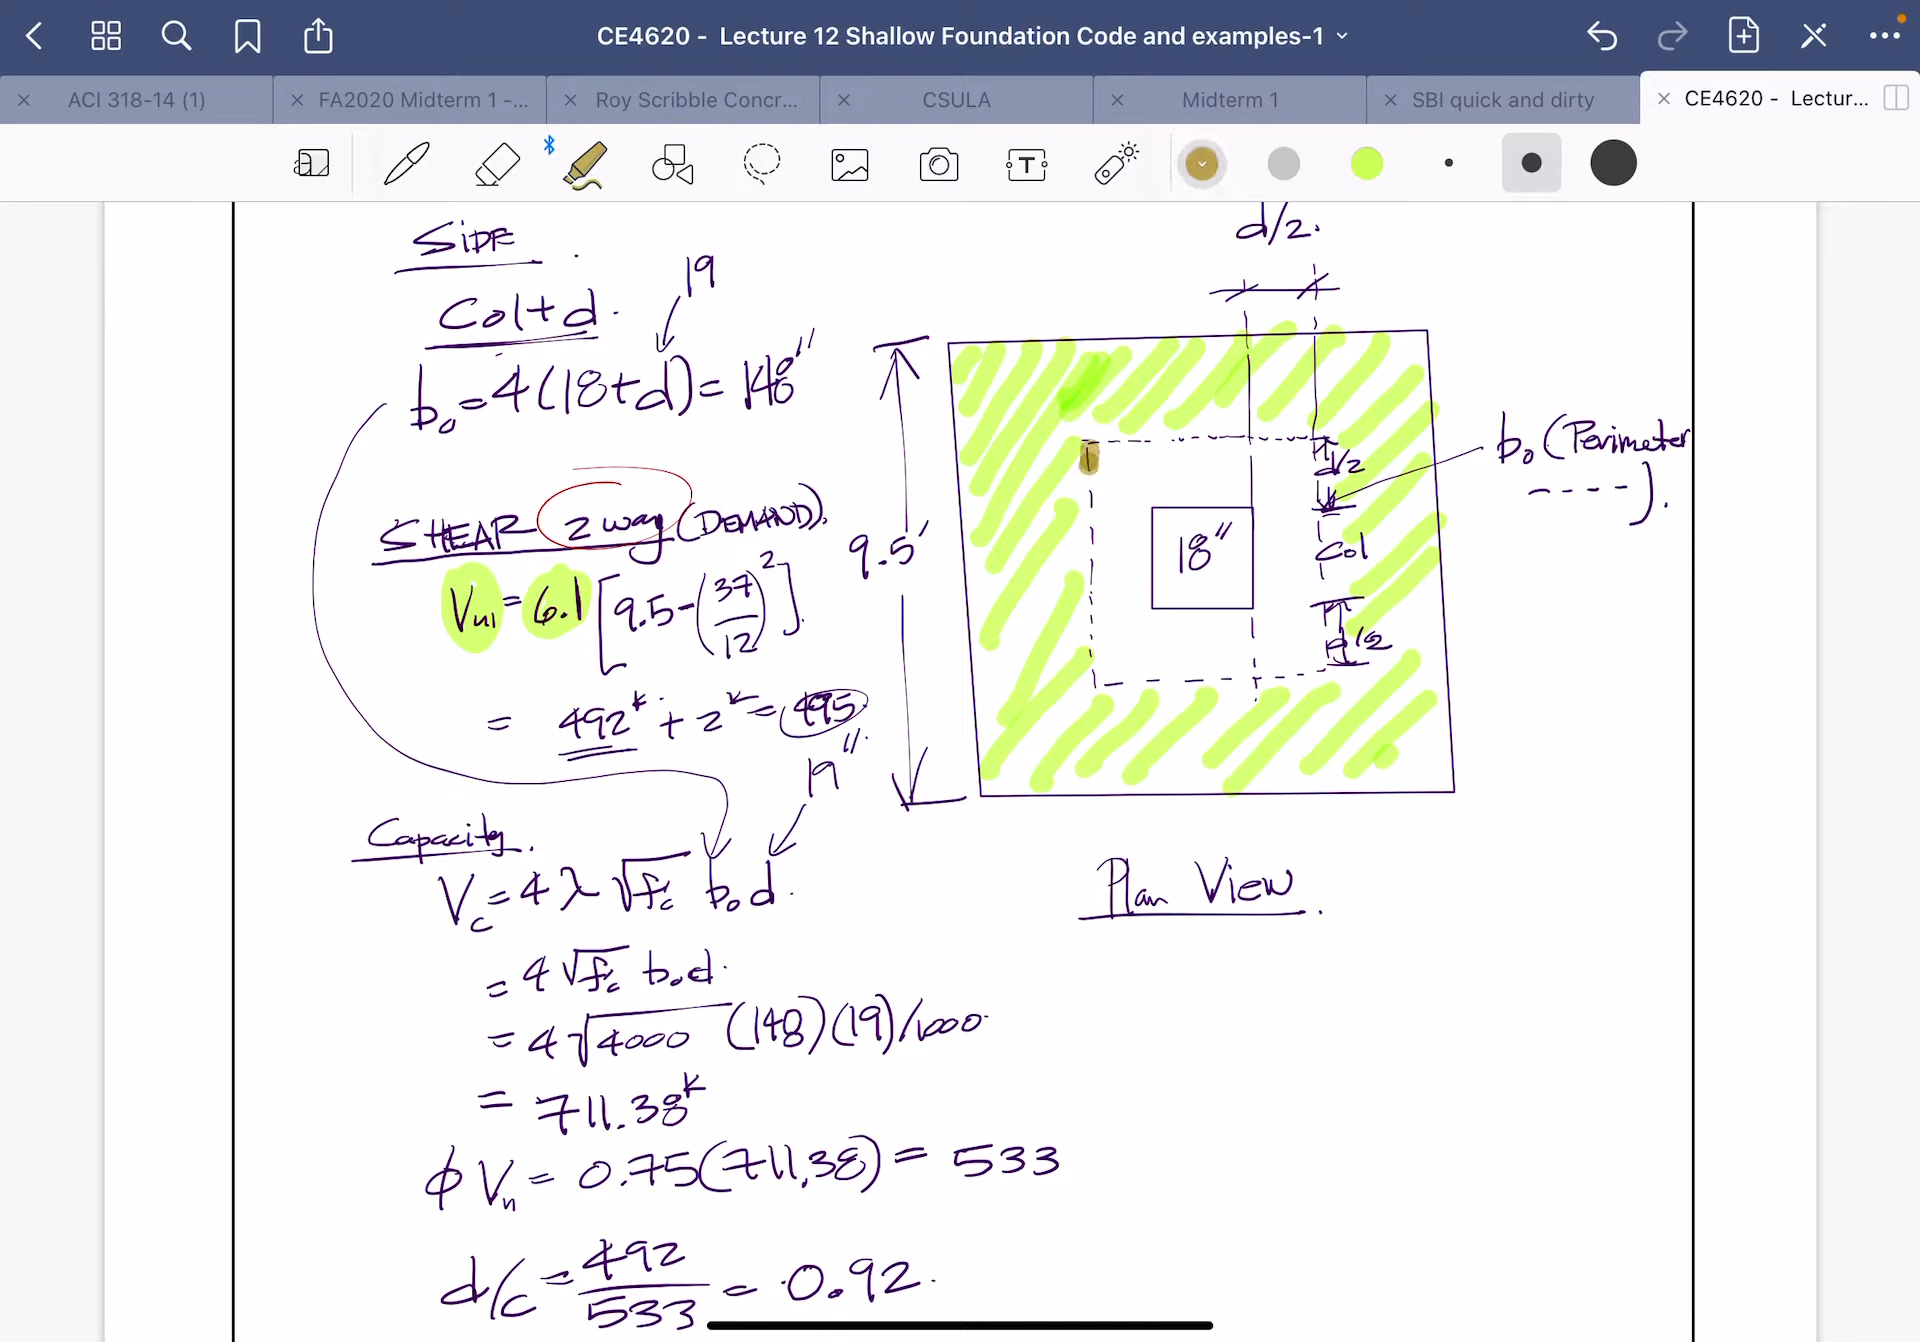 CE4620 - Lecture 12 Shallow Foundation Code and examples-1
ACI 318-14 (1)
FA2020 Midterm 1 -...
Roy Scribble Concr...
CSULA
Midterm 1
SBI quick and dirty
CE4620 - Lectur...
SIDE
Col+d.
19
b₀=4(18+d)=148"
SHEAR 2 way (DEMAND).
Vu1 = 6.1 [9.5-(37/12)²].
= 492ᵏ + 2ᵏ = 495
19"
Capacity.
Vc=4λ√fc b₀d.
=4√fc b₀d.
=4√4000 (148)(19)/1000
= 711.38ᵏ
ϕVn= 0.75(711.38)= 533
d/c=492/533 = 0.92.
d/2.
9.5'
18"
d/2
Col
d/2
b₀ (Perimeter
----).
Plan View.